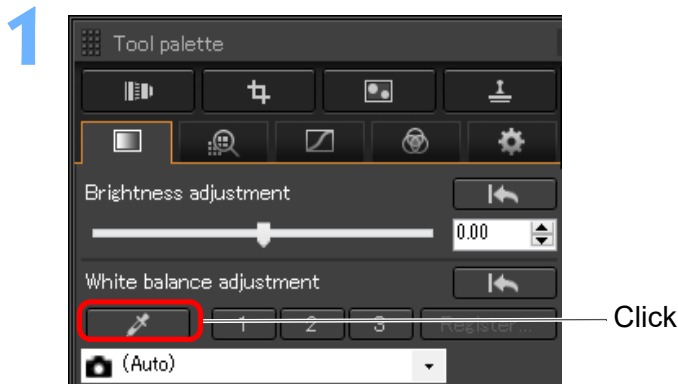 1
Tool palette
Brightness adjustment
0.00
White balance adjustment
1 2 3 Register...
Click
(Auto)